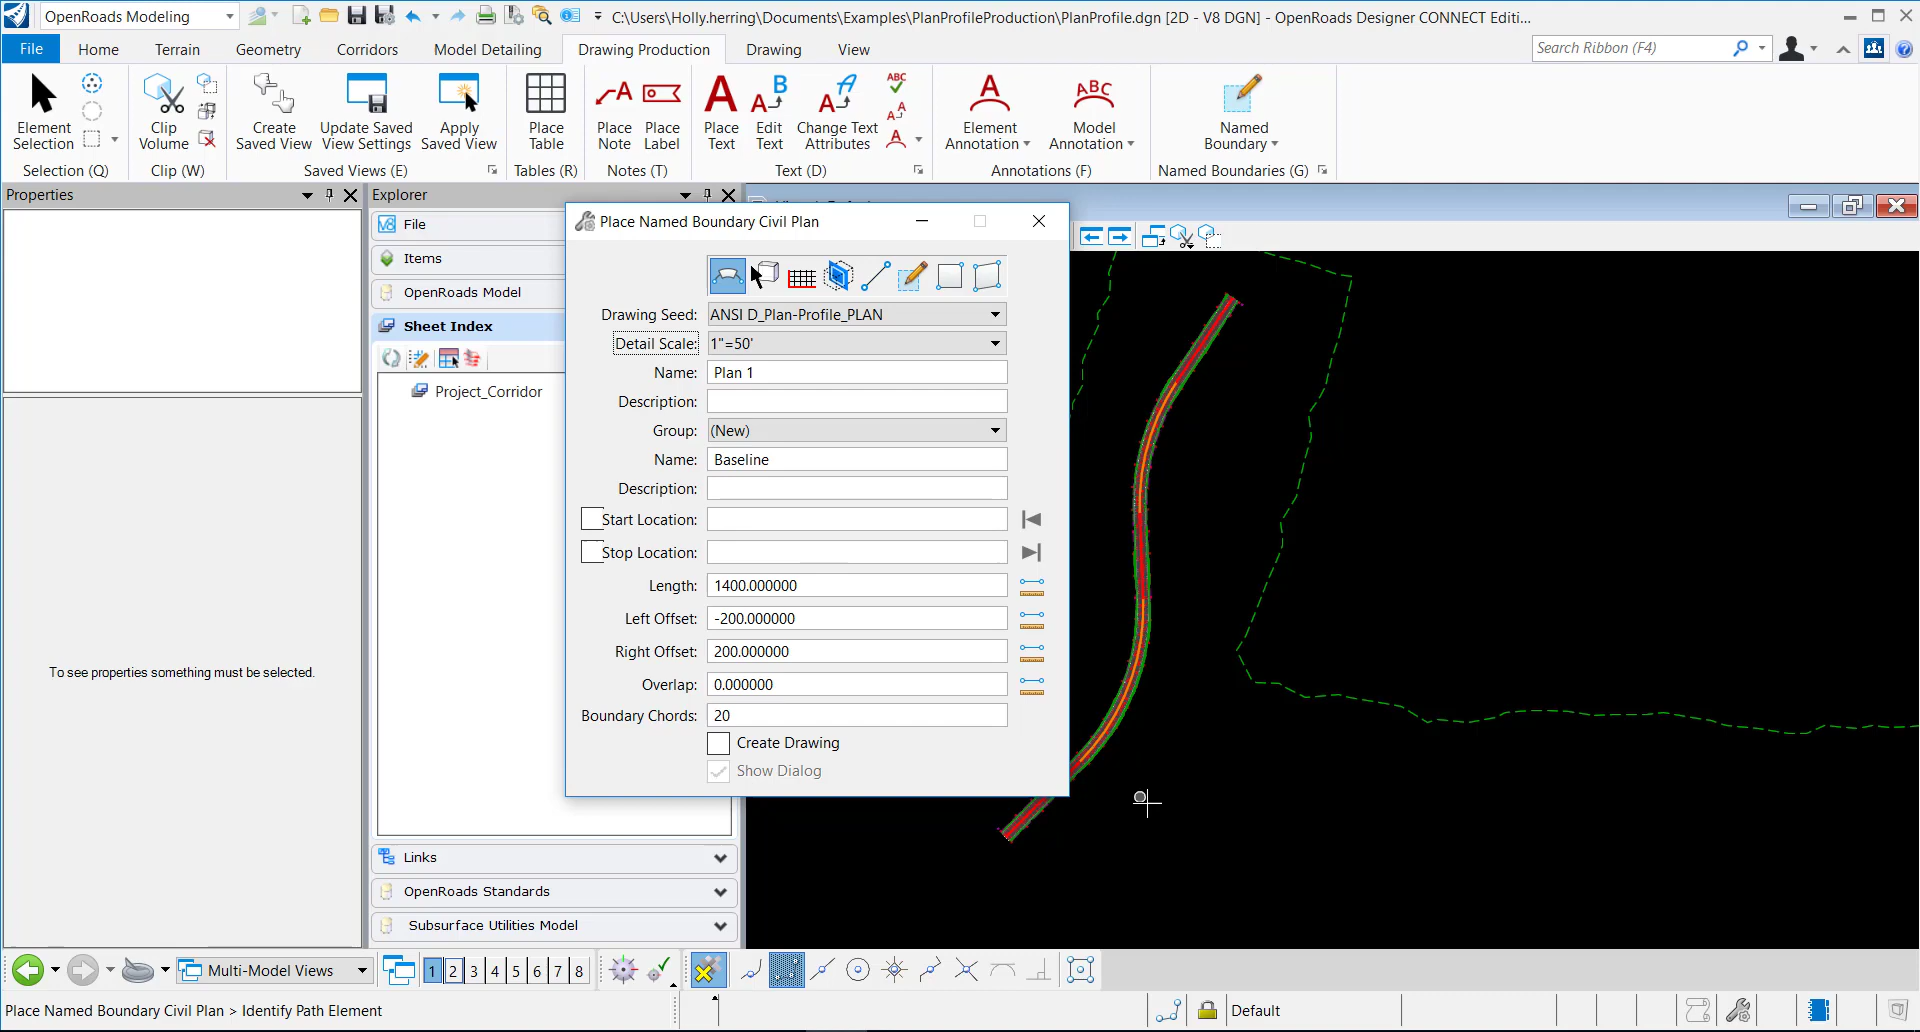 OpenRoads Modeling
C:\Users\Holly.herring\Documents\Examples\PlanProfileProduction\PlanProfile.dgn [2D - V8 DGN] - OpenRoads Designer CONNECT Editi...
File Home Terrain Geometry Corridors Model Detailing Drawing Production Drawing View
Search Ribbon (F4)
Element Selection
Clip Volume
Create Saved View
Update Saved View Settings
Apply Saved View
Place Table
Place Note
Place Label
Place Text
Edit Text
Change Text Attributes
ABC
Element Annotation
ABC
Model Annotation
Named Boundary
Selection (Q) Clip (W) Saved Views (E) Tables (R) Notes (T) Text (D) Annotations (F) Named Boundaries (G)
Properties
To see properties something must be selected.
Explorer
File
Items
OpenRoads Model
Sheet Index
Project_Corridor
Links
OpenRoads Standards
Subsurface Utilities Model
Place Named Boundary Civil Plan
Drawing Seed: ANSI D_Plan-Profile_PLAN
Detail Scale: 1"=50'
Name: Plan 1
Description:
Group: (New)
Name: Baseline
Description:
Start Location:
Stop Location:
Length: 1400.000000
Left Offset: -200.000000
Right Offset: 200.000000
Overlap: 0.000000
Boundary Chords: 20
Create Drawing
Show Dialog
Multi-Model Views 1 2 3 4 5 6 7 8
Place Named Boundary Civil Plan > Identify Path Element
Default